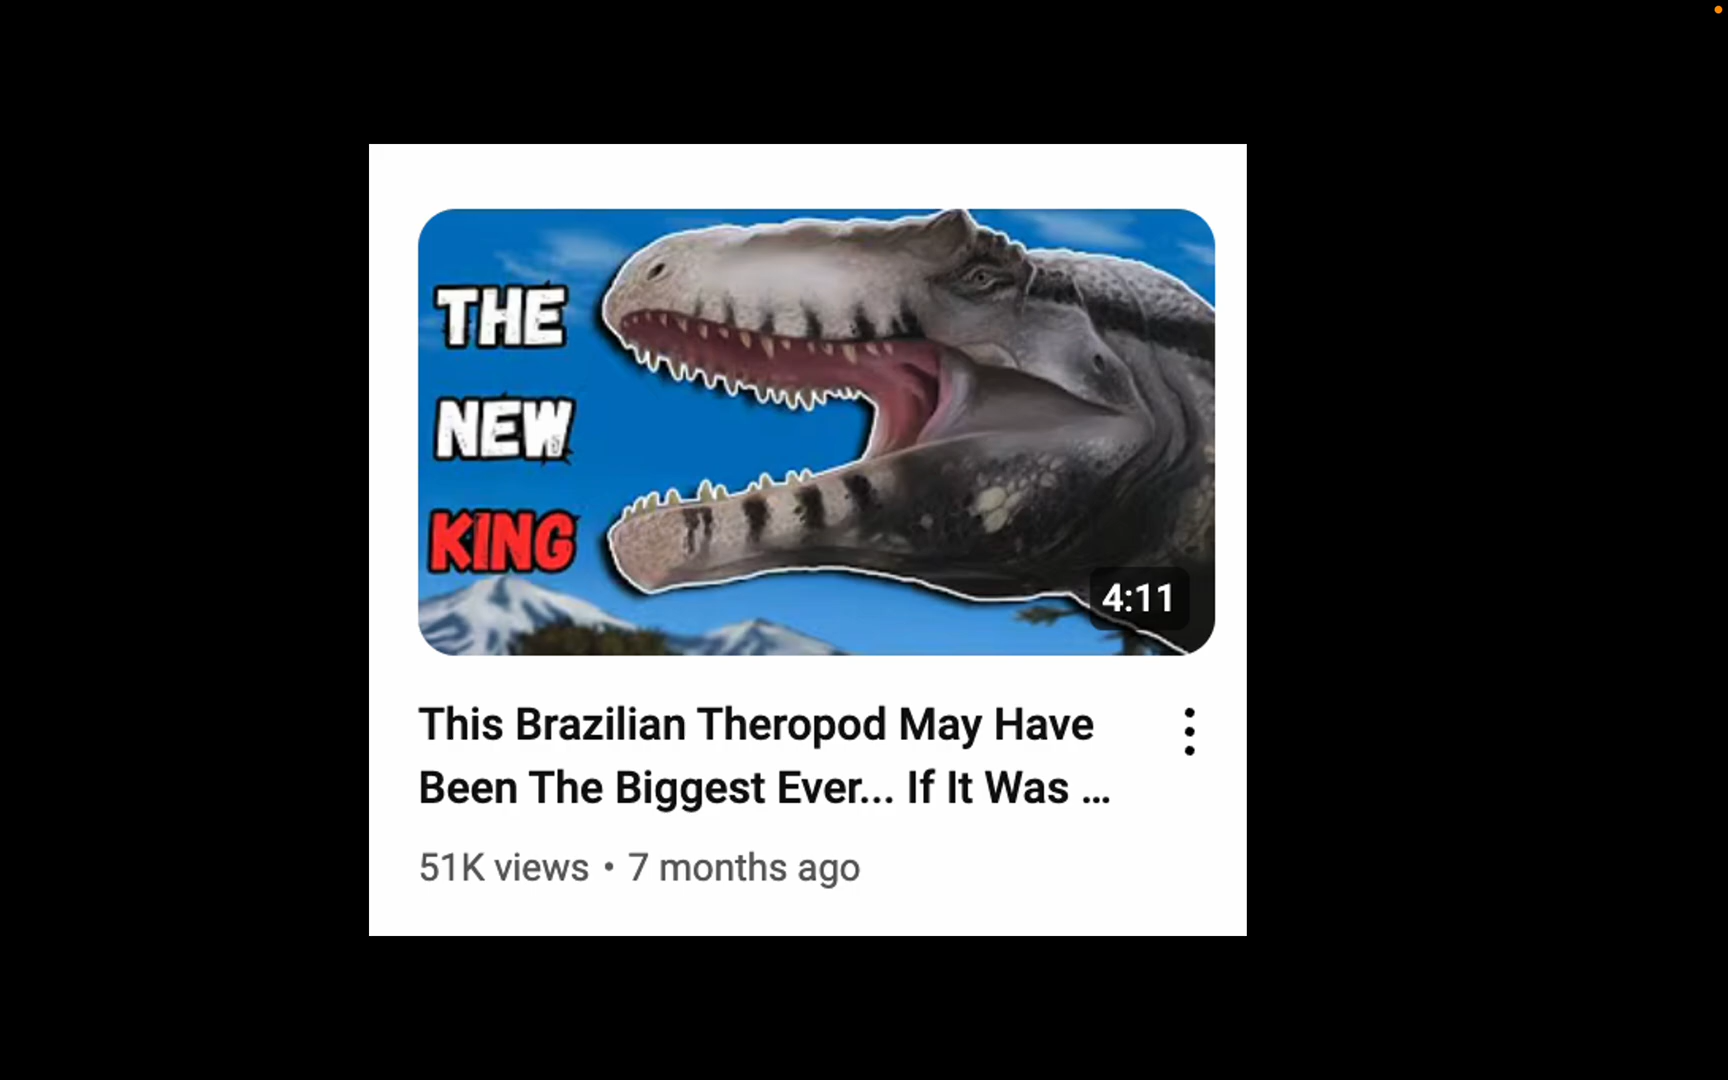 THE
NEW
KING
4:11
This Brazilian Theropod May Have
Been The Biggest Ever... If It Was ...
51K views • 7 months ago